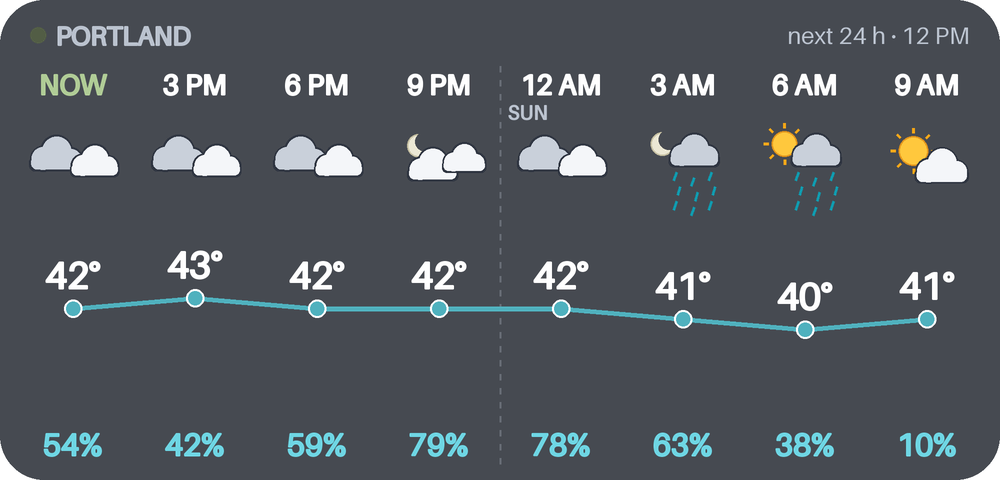 PORTLAND next 24 h · 12 PM
NOW 3 PM 6 PM 9 PM 12 AM 3 AM 6 AM 9 AM
SUN
42° 43° 42° 42° 42° 41° 40° 41°
54% 42% 59% 79% 78% 63% 38% 10%